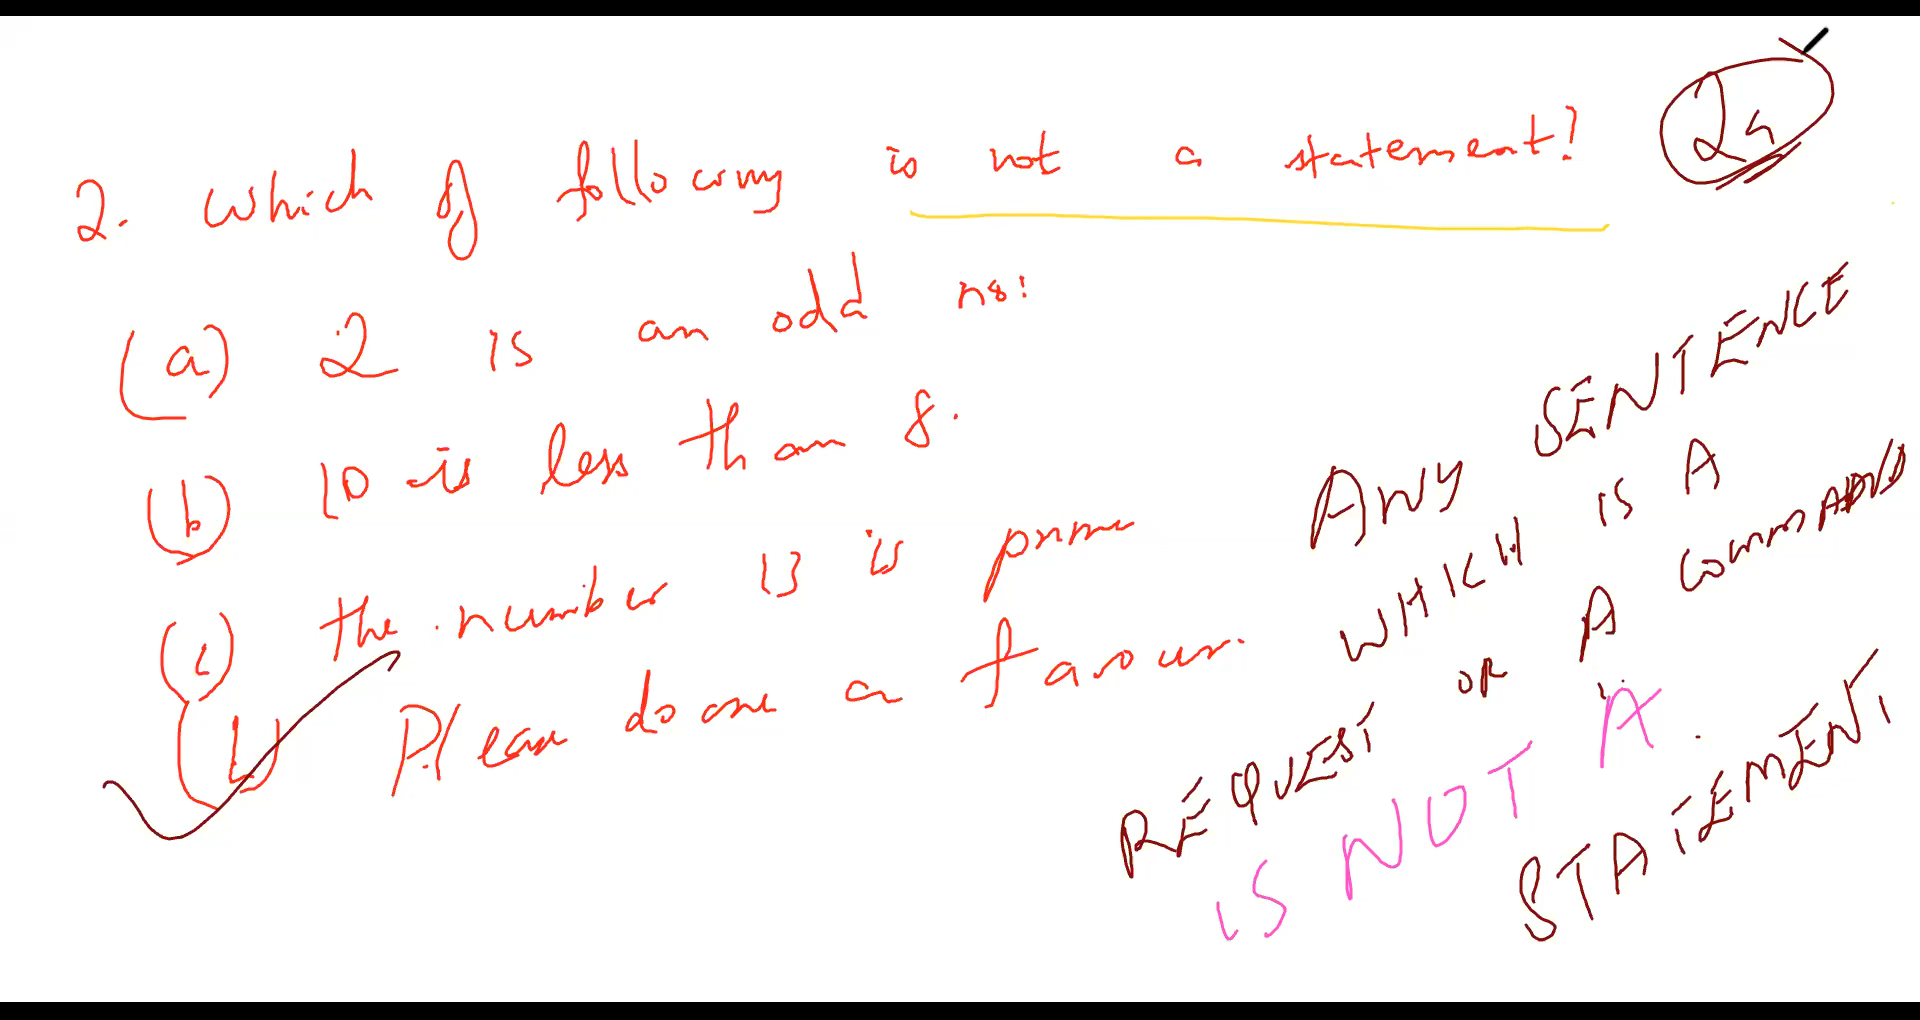 2. Which of following is not a statement?
(a) 2 is an odd no:
(b) 10 is less than 8.
(c) the number 13 is prime
Please do me a favour.
ANY SENTENCE
WHICH IS A
REQUEST OR A COMMAND
IS NOT A
STATEMENT.